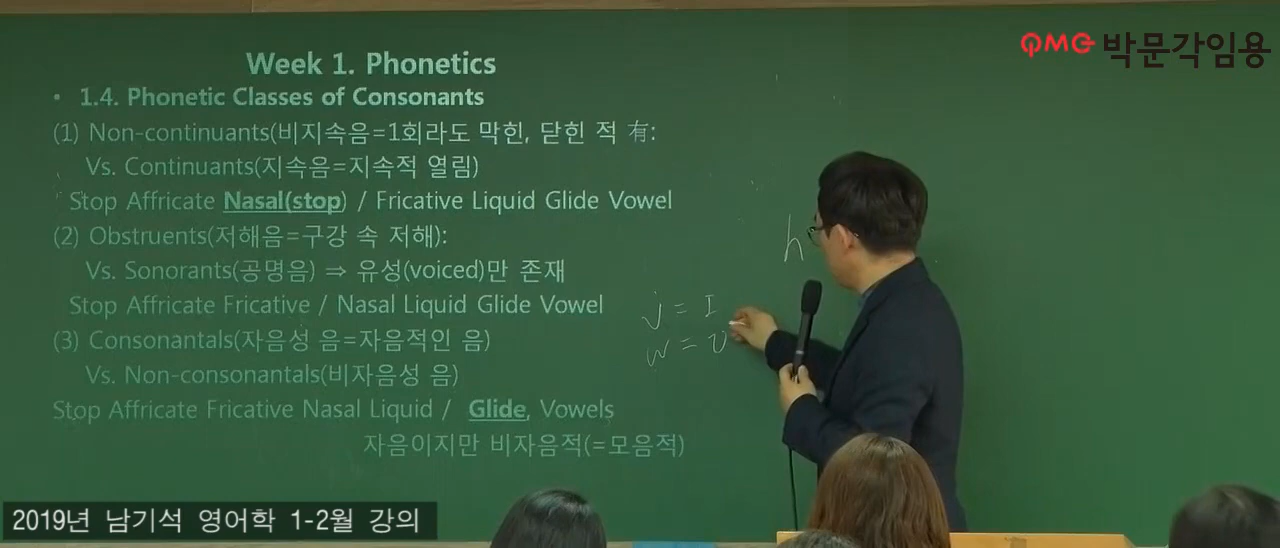 PMG 박문각임용
Week 1. Phonetics
• 1.4. Phonetic Classes of Consonants
(1) Non-continuants(비지속음=1회라도 막힌, 닫힌 적 有:
Vs. Continuants(지속음=지속적 열림)
Stop Affricate Nasal(stop) / Fricative Liquid Glide Vowel
(2) Obstruents(저해음=구강 속 저해):
Vs. Sonorants(공명음) ⇒ 유성(voiced)만 존재
Stop Affricate Fricative / Nasal Liquid Glide Vowel
(3) Consonantals(자음성 음=자음적인 음)
Vs. Non-consonantals(비자음성 음)
Stop Affricate Fricative Nasal Liquid / Glide, Vowels
자음이지만 비자음적(=모음적)
h
j = I
w = ʊ
2019년 남기석 영어학 1-2월 강의